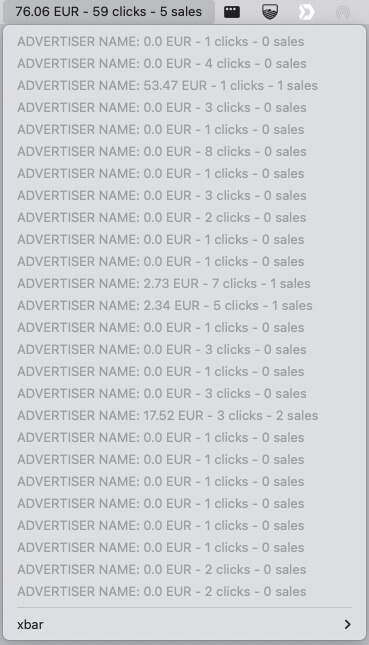 76.06 EUR - 59 clicks - 5 sales
ADVERTISER NAME: 0.0 EUR - 1 clicks - 0 sales
ADVERTISER NAME: 0.0 EUR - 4 clicks - 0 sales
ADVERTISER NAME: 53.47 EUR - 1 clicks - 1 sales
ADVERTISER NAME: 0.0 EUR - 3 clicks - 0 sales
ADVERTISER NAME: 0.0 EUR - 1 clicks - 0 sales
ADVERTISER NAME: 0.0 EUR - 8 clicks - 0 sales
ADVERTISER NAME: 0.0 EUR - 1 clicks - 0 sales
ADVERTISER NAME: 0.0 EUR - 3 clicks - 0 sales
ADVERTISER NAME: 0.0 EUR - 2 clicks - 0 sales
ADVERTISER NAME: 0.0 EUR - 1 clicks - 0 sales
ADVERTISER NAME: 0.0 EUR - 1 clicks - 0 sales
ADVERTISER NAME: 2.73 EUR - 7 clicks - 1 sales
ADVERTISER NAME: 2.34 EUR - 5 clicks - 1 sales
ADVERTISER NAME: 0.0 EUR - 1 clicks - 0 sales
ADVERTISER NAME: 0.0 EUR - 3 clicks - 0 sales
ADVERTISER NAME: 0.0 EUR - 1 clicks - 0 sales
ADVERTISER NAME: 0.0 EUR - 3 clicks - 0 sales
ADVERTISER NAME: 17.52 EUR - 3 clicks - 2 sales
ADVERTISER NAME: 0.0 EUR - 1 clicks - 0 sales
ADVERTISER NAME: 0.0 EUR - 1 clicks - 0 sales
ADVERTISER NAME: 0.0 EUR - 1 clicks - 0 sales
ADVERTISER NAME: 0.0 EUR - 1 clicks - 0 sales
ADVERTISER NAME: 0.0 EUR - 1 clicks - 0 sales
ADVERTISER NAME: 0.0 EUR - 1 clicks - 0 sales
ADVERTISER NAME: 0.0 EUR - 2 clicks - 0 sales
ADVERTISER NAME: 0.0 EUR - 2 clicks - 0 sales
xbar